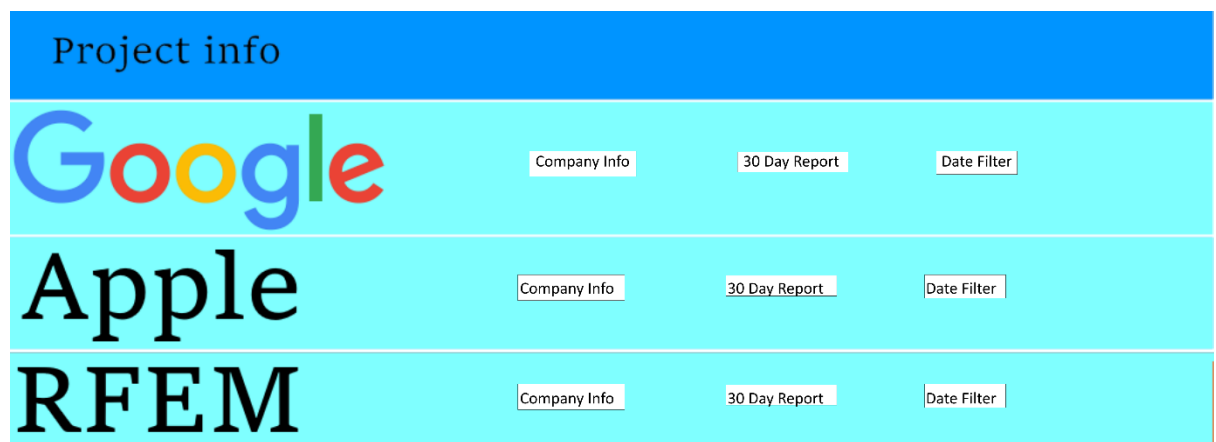 Project info
Google Company Info 30 Day Report Date Filter
Apple Company Info 30 Day Report Date Filter
RFEM Company Info 30 Day Report Date Filter